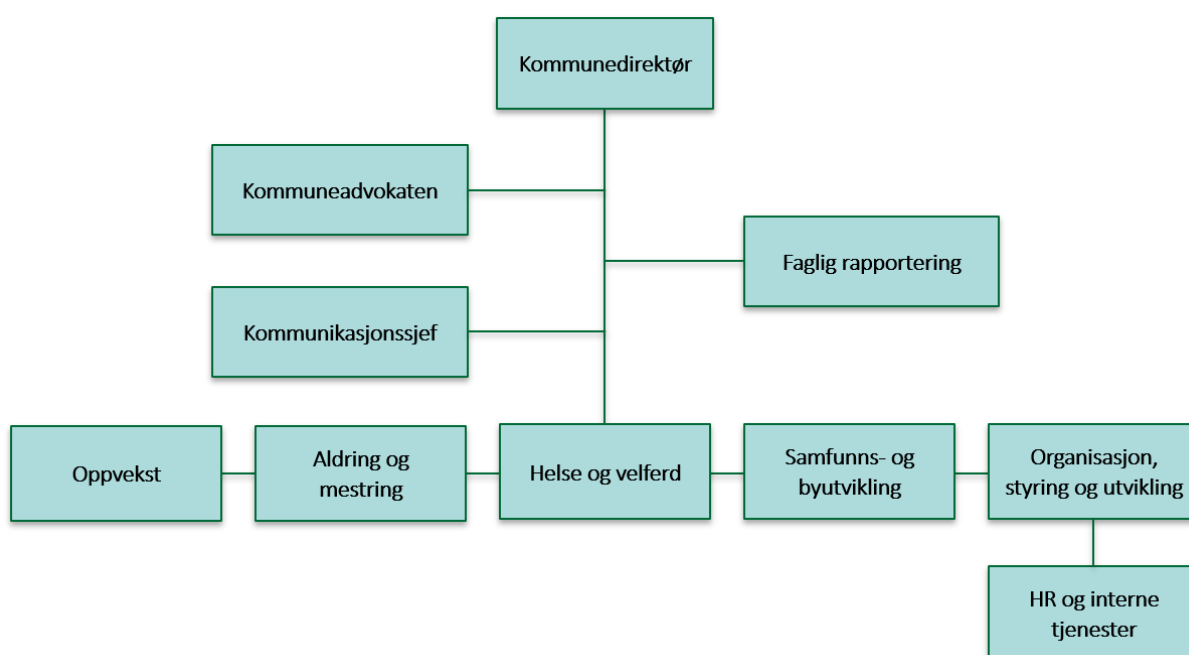 Kommunedirektør
Kommuneadvokaten
Faglig rapportering
Kommunikasjonssjef
Oppvekst
Aldring og
mestring
Helse og velferd
Samfunns- og
byutvikling
Organisasjon,
styring og utvikling
HR og interne
tjenester